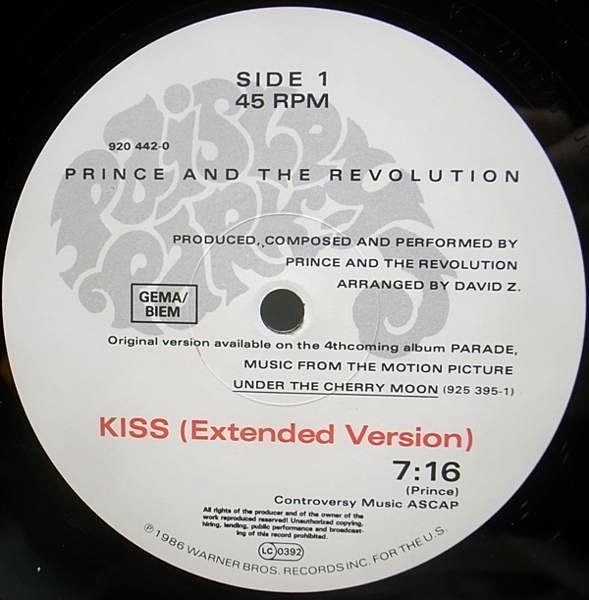 SIDE 1
45 RPM
paisley
PARK
920 442-0
PRINCE AND THE REVOLUTION
PRODUCED, COMPOSED AND PERFORMED BY
PRINCE AND THE REVOLUTION
ARRANGED BY DAVID Z.
GEMA/
BIEM
Original version available on the 4thcoming album PARADE,
MUSIC FROM THE MOTION PICTURE
UNDER THE CHERRY MOON (925 395-1)
KISS (Extended Version)
7:16
(Prince)
Controversy Music ASCAP
All rights of the producer and of the owner of the
work reproduced reserved! Unauthorized copying,
hiring, lending, public performance and broadcast-
ing of this record prohibited.
LC 0392
℗ 1986 WARNER BROS. RECORDS INC. FOR THE U.S.